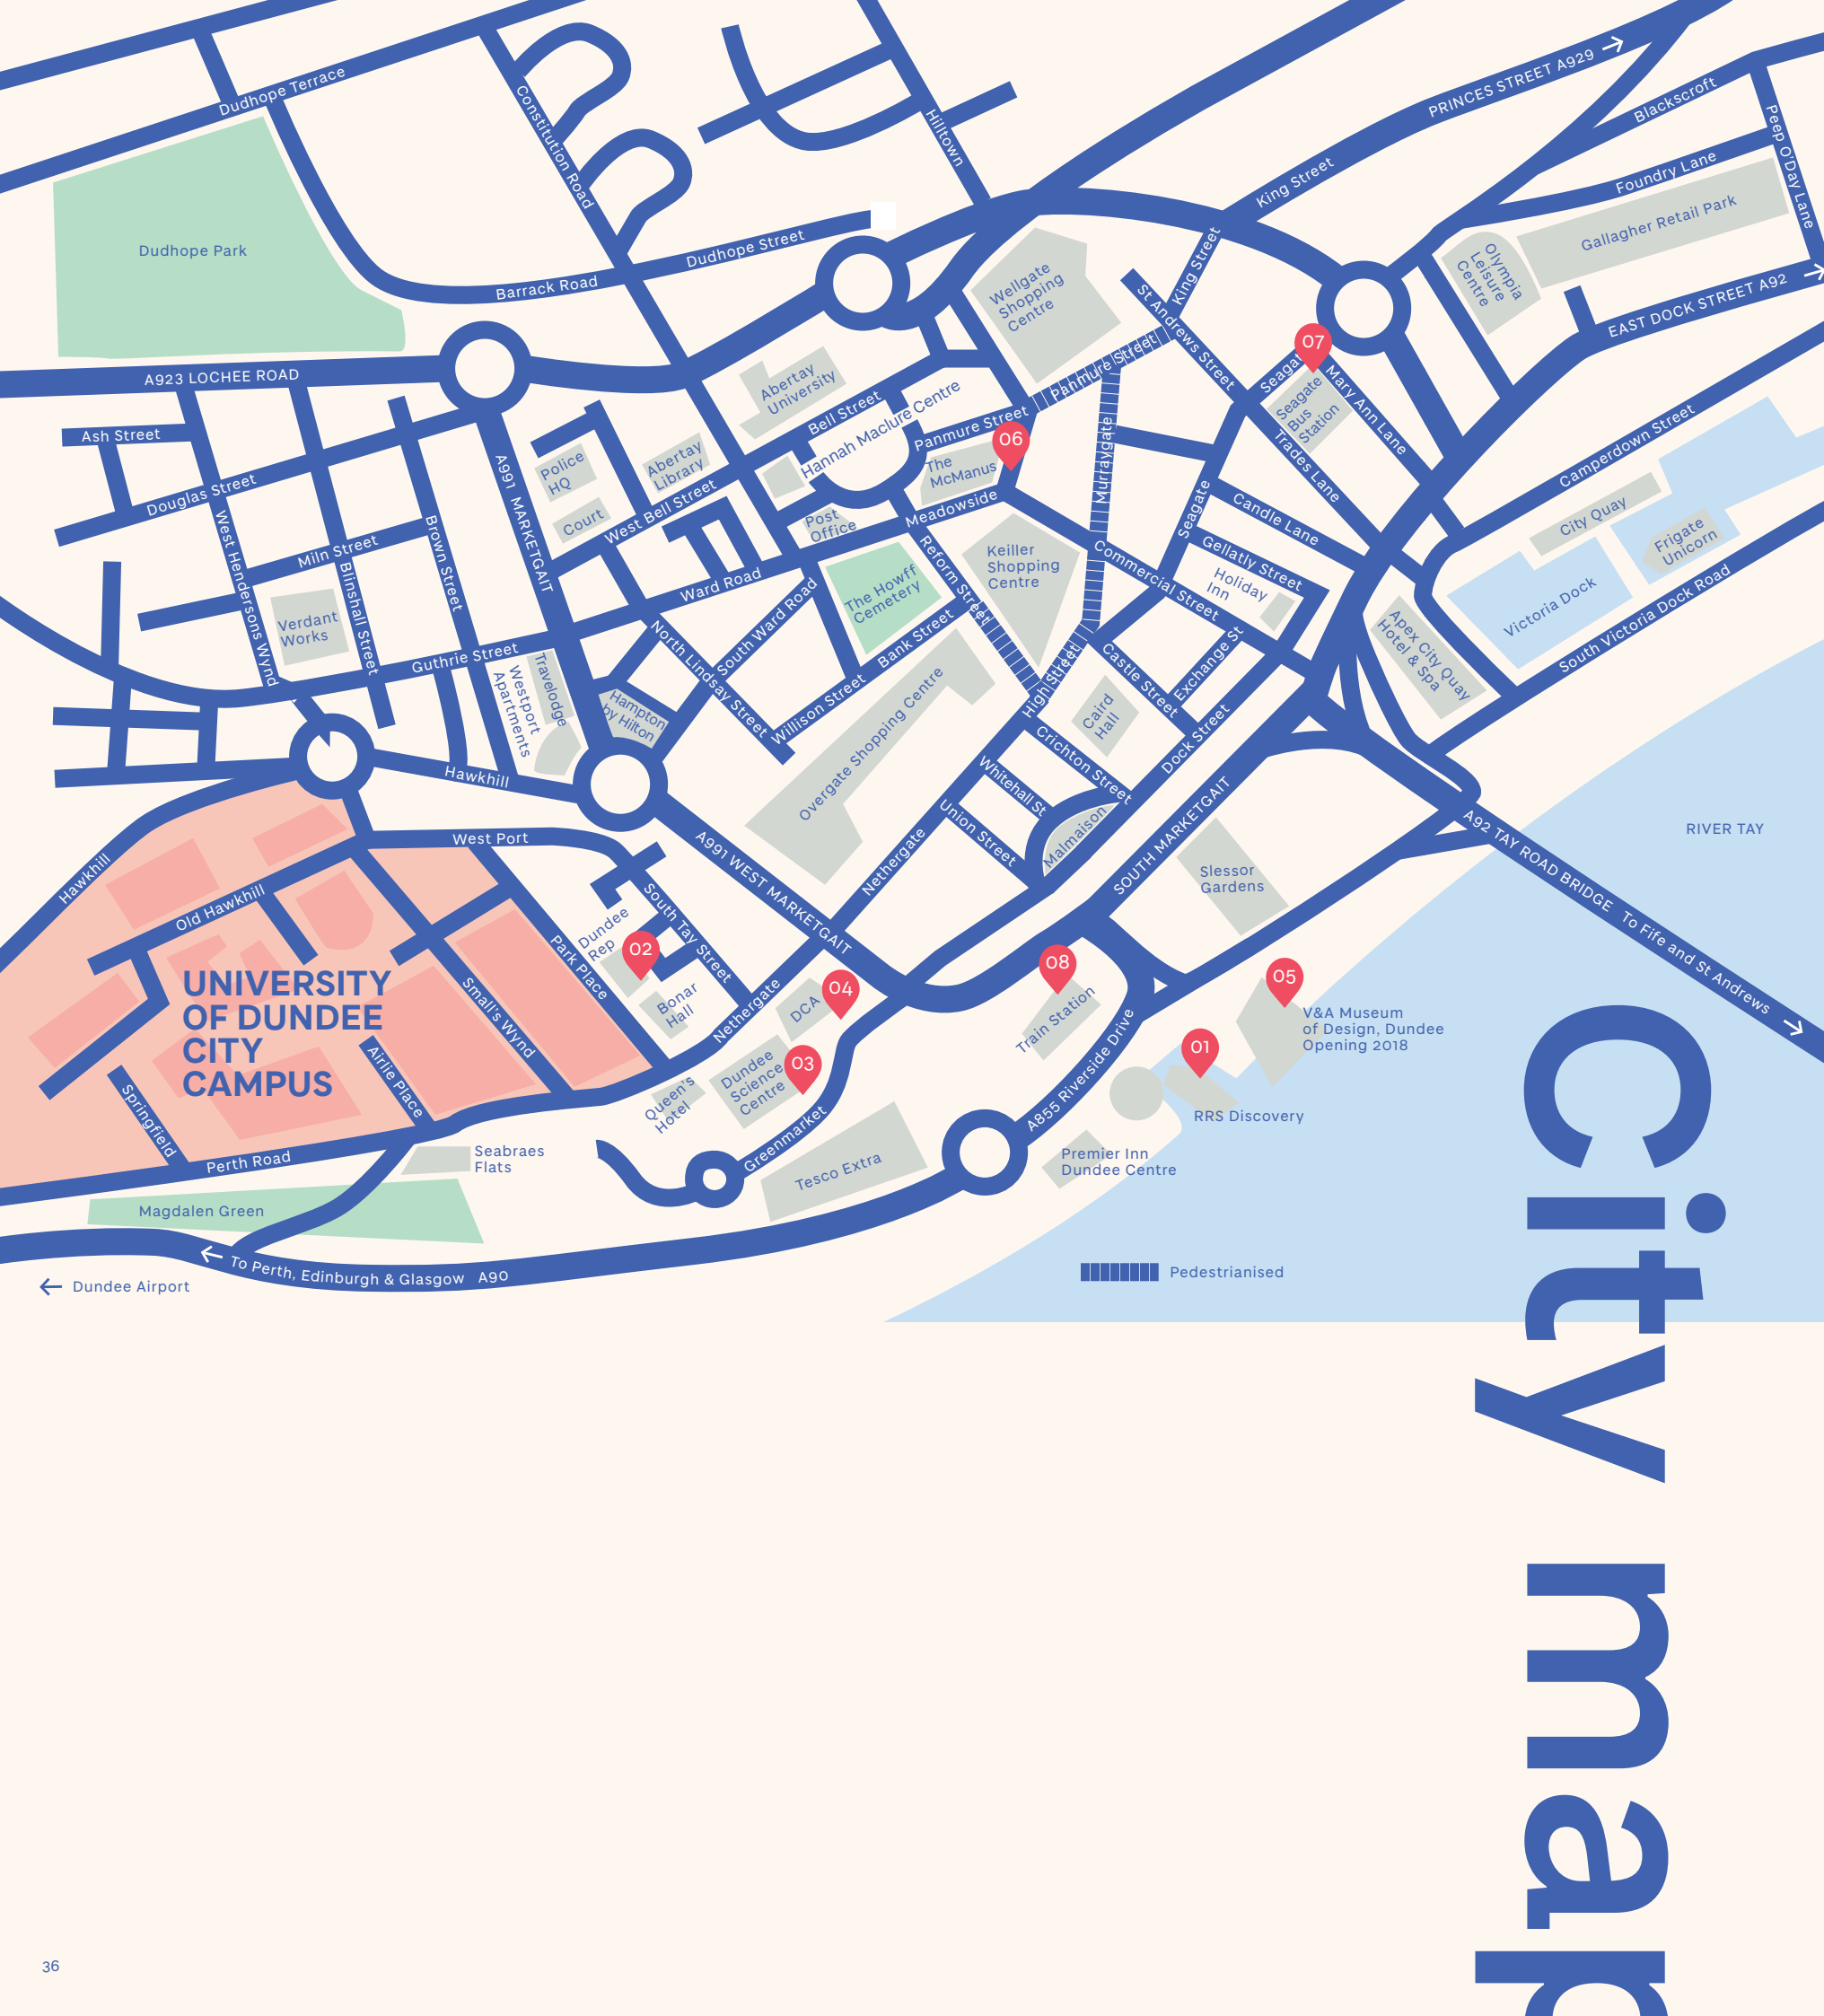 Dudhope Terrace
Constitution Road
Hilltown
PRINCES STREET A929
Blackscroft
Peep O'Day Lane
Foundry Lane
King Street
Gallagher Retail Park
Olympia
Leisure
Centre
EAST DOCK STREET A92
Dudhope Park
Dudhope Street
Barrack Road
King Street
Wellgate
Shopping
Centre
St Andrews Street
Panmure Street
07
Seagate
Seagate
Bus
Station
Mary Ann Lane
Trades Lane
A923 LOCHEE ROAD
Abertay
University
Bell Street
Hannah Maclure Centre
Panmure Street
06
The
McManus
Murraygate
Camperdown Street
City Quay
Frigate
Unicorn
Victoria Dock
South Victoria Dock Road
Ash Street
Douglas Street
A991 MARKETGAIT
Police
HQ
Court
Abertay
Library
West Bell Street
Post
Office
Meadowside
Seagate
Candle Lane
Gellatly Street
Holiday
Inn
Commercial Street
Keiller
Shopping
Centre
Reform Street
The Howff
Cemetery
Ward Road
West Hendersons Wynd
Miln Street
Blinshall Street
Brown Street
Verdant
Works
Guthrie Street
Westport
Apartments
Travelodge
Hampton
by Hilton
North Lindsay Street
South Ward Road
Bank Street
Willison Street
Overgate Shopping Centre
High Street
Castle Street
Exchange St
Caird
Hall
Apex City Quay
Hotel & Spa
Crichton Street
Dock Street
Whitehall St
Union Street
Malmaison
Hawkhill
A991 WEST MARKETGAIT
Nethergate
SOUTH MARKETGAIT
Slessor
Gardens
A92 TAY ROAD BRIDGE To Fife and St Andrews
RIVER TAY
West Port
Hawkhill
Old Hawkhill
South Tay Street
Dundee
Rep
02
Park Place
Bonar
Hall
Nethergate
DCA
04
08
Train Station
05
V&A Museum
of Design, Dundee
Opening 2018
UNIVERSITY
OF DUNDEE
CITY
CAMPUS
Small's Wynd
Airlie Place
Springfield
Queen's
Hotel
Dundee
Science
Centre
03
01
A855 Riverside Drive
RRS Discovery
Greenmarket
Tesco Extra
Premier Inn
Dundee Centre
Seabraes
Flats
Perth Road
Magdalen Green
To Perth, Edinburgh & Glasgow A90
Dundee Airport
Pedestrianised
City map
36